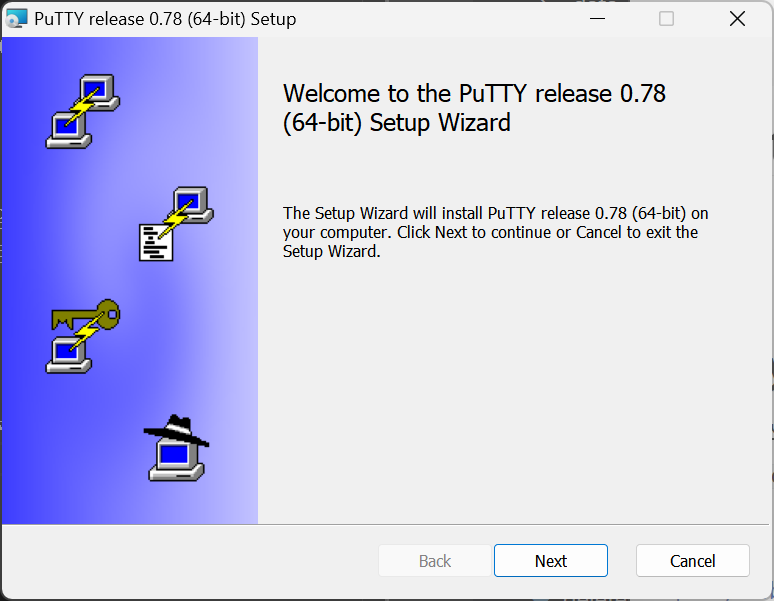 PuTTY release 0.78 (64-bit) Setup
Welcome to the PuTTY release 0.78
(64-bit) Setup Wizard
The Setup Wizard will install PuTTY release 0.78 (64-bit) on
your computer. Click Next to continue or Cancel to exit the
Setup Wizard.
Back
Next
Cancel